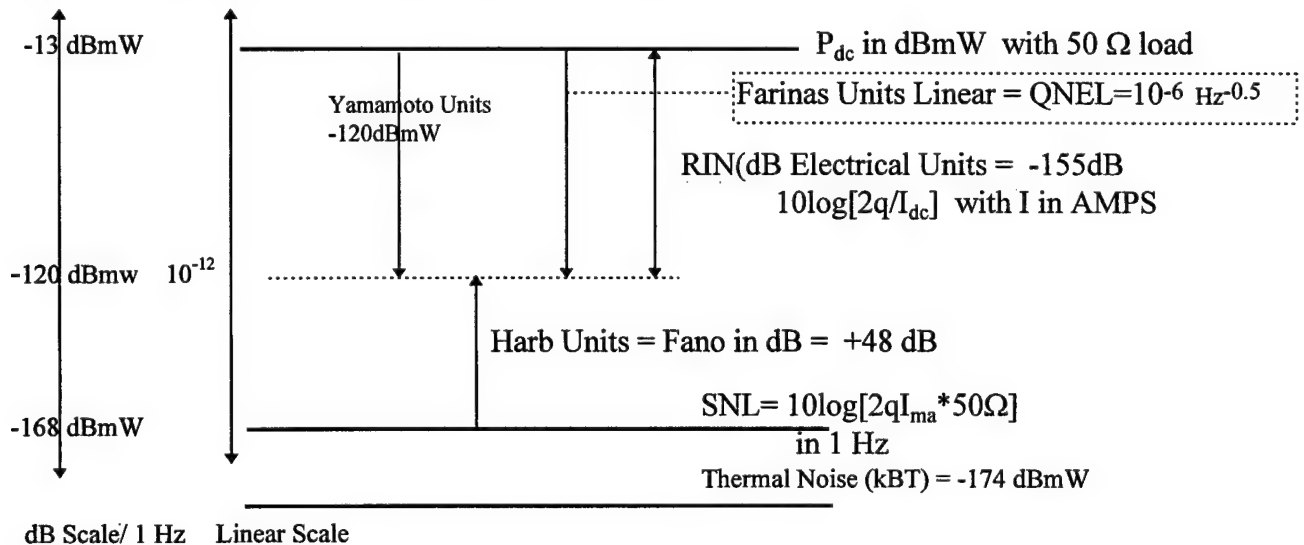 -13 dBmW
P_dc in dBmW with 50 Ω load
Yamamoto Units
-120dBmW
Farinas Units Linear = QNEL=10^-6 Hz^-0.5
RIN(dB Electrical Units = -155dB
10log[2q/I_dc] with I in AMPS
-120 dBmw 10^-12
Harb Units = Fano in dB = +48 dB
SNL= 10log[2qI_ma*50Ω]
-168 dBmW
in 1 Hz
Thermal Noise (kBT) = -174 dBmW
dB Scale/ 1 Hz Linear Scale